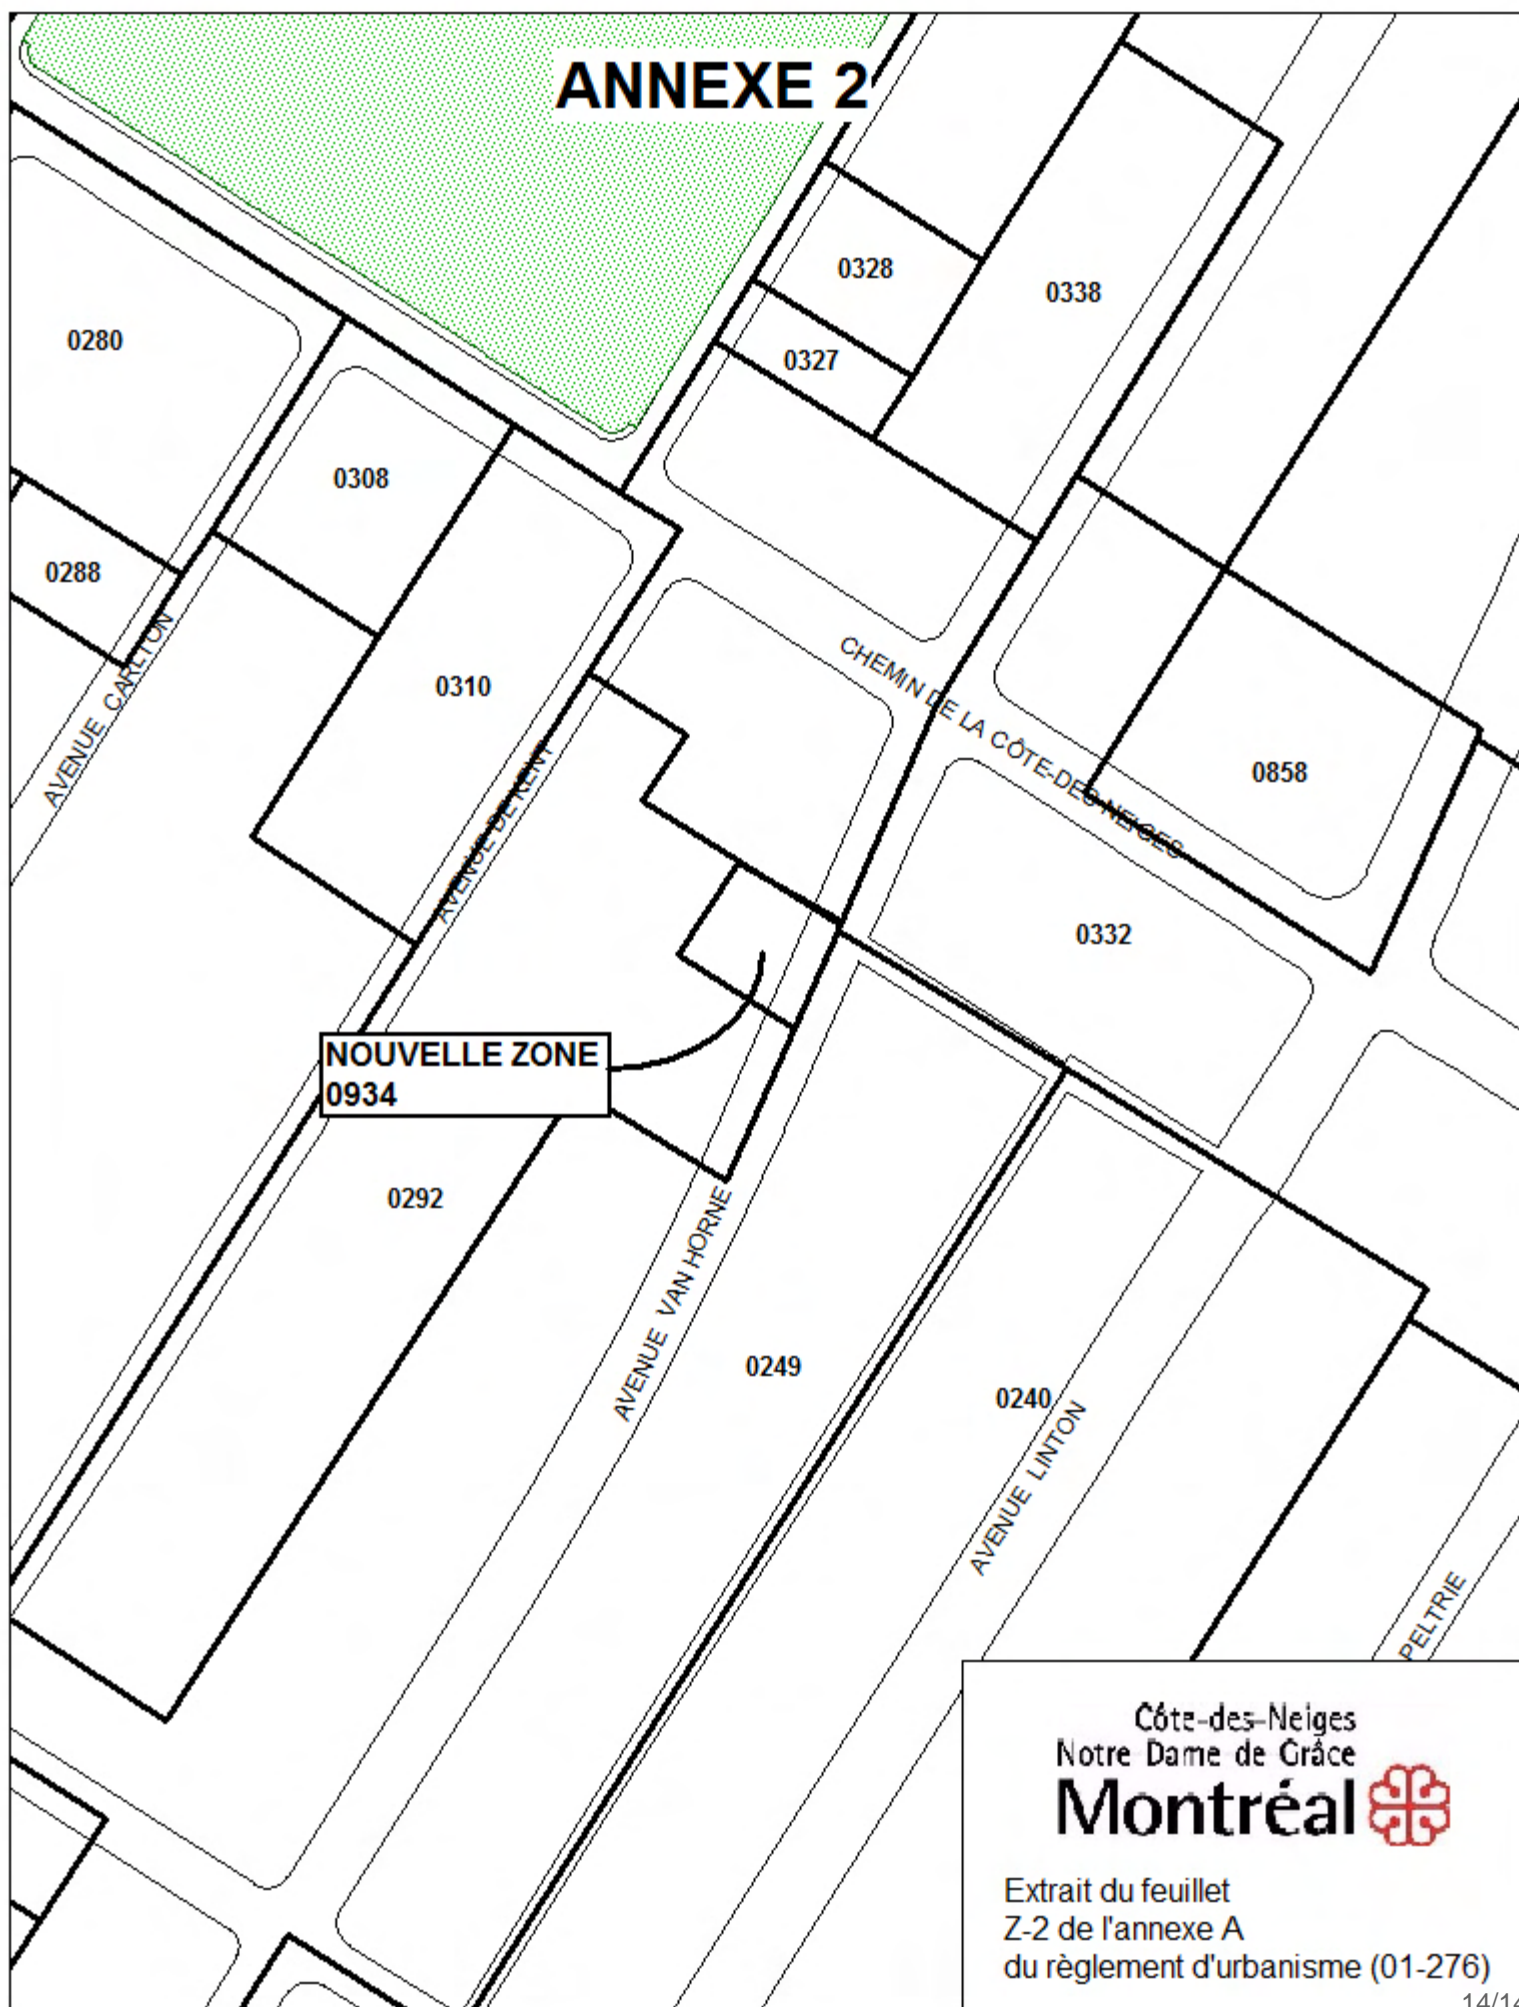 ANNEXE 2
0328
0338
0280
0327
0308
0288
CHEMIN DE LA CÔTE-DES-NEIGES
AVENUE CARLTON
0310
0858
AVENUE DE KENT
0332
NOUVELLE ZONE
0934
0292
AVENUE VAN HORNE
0249
0240
AVENUE LINTON
PELTRIE
Côte-des-Neiges
Notre Dame de Grâce
Montréal
Extrait du feuillet
Z-2 de l'annexe A
du règlement d'urbanisme (01-276)
14/14